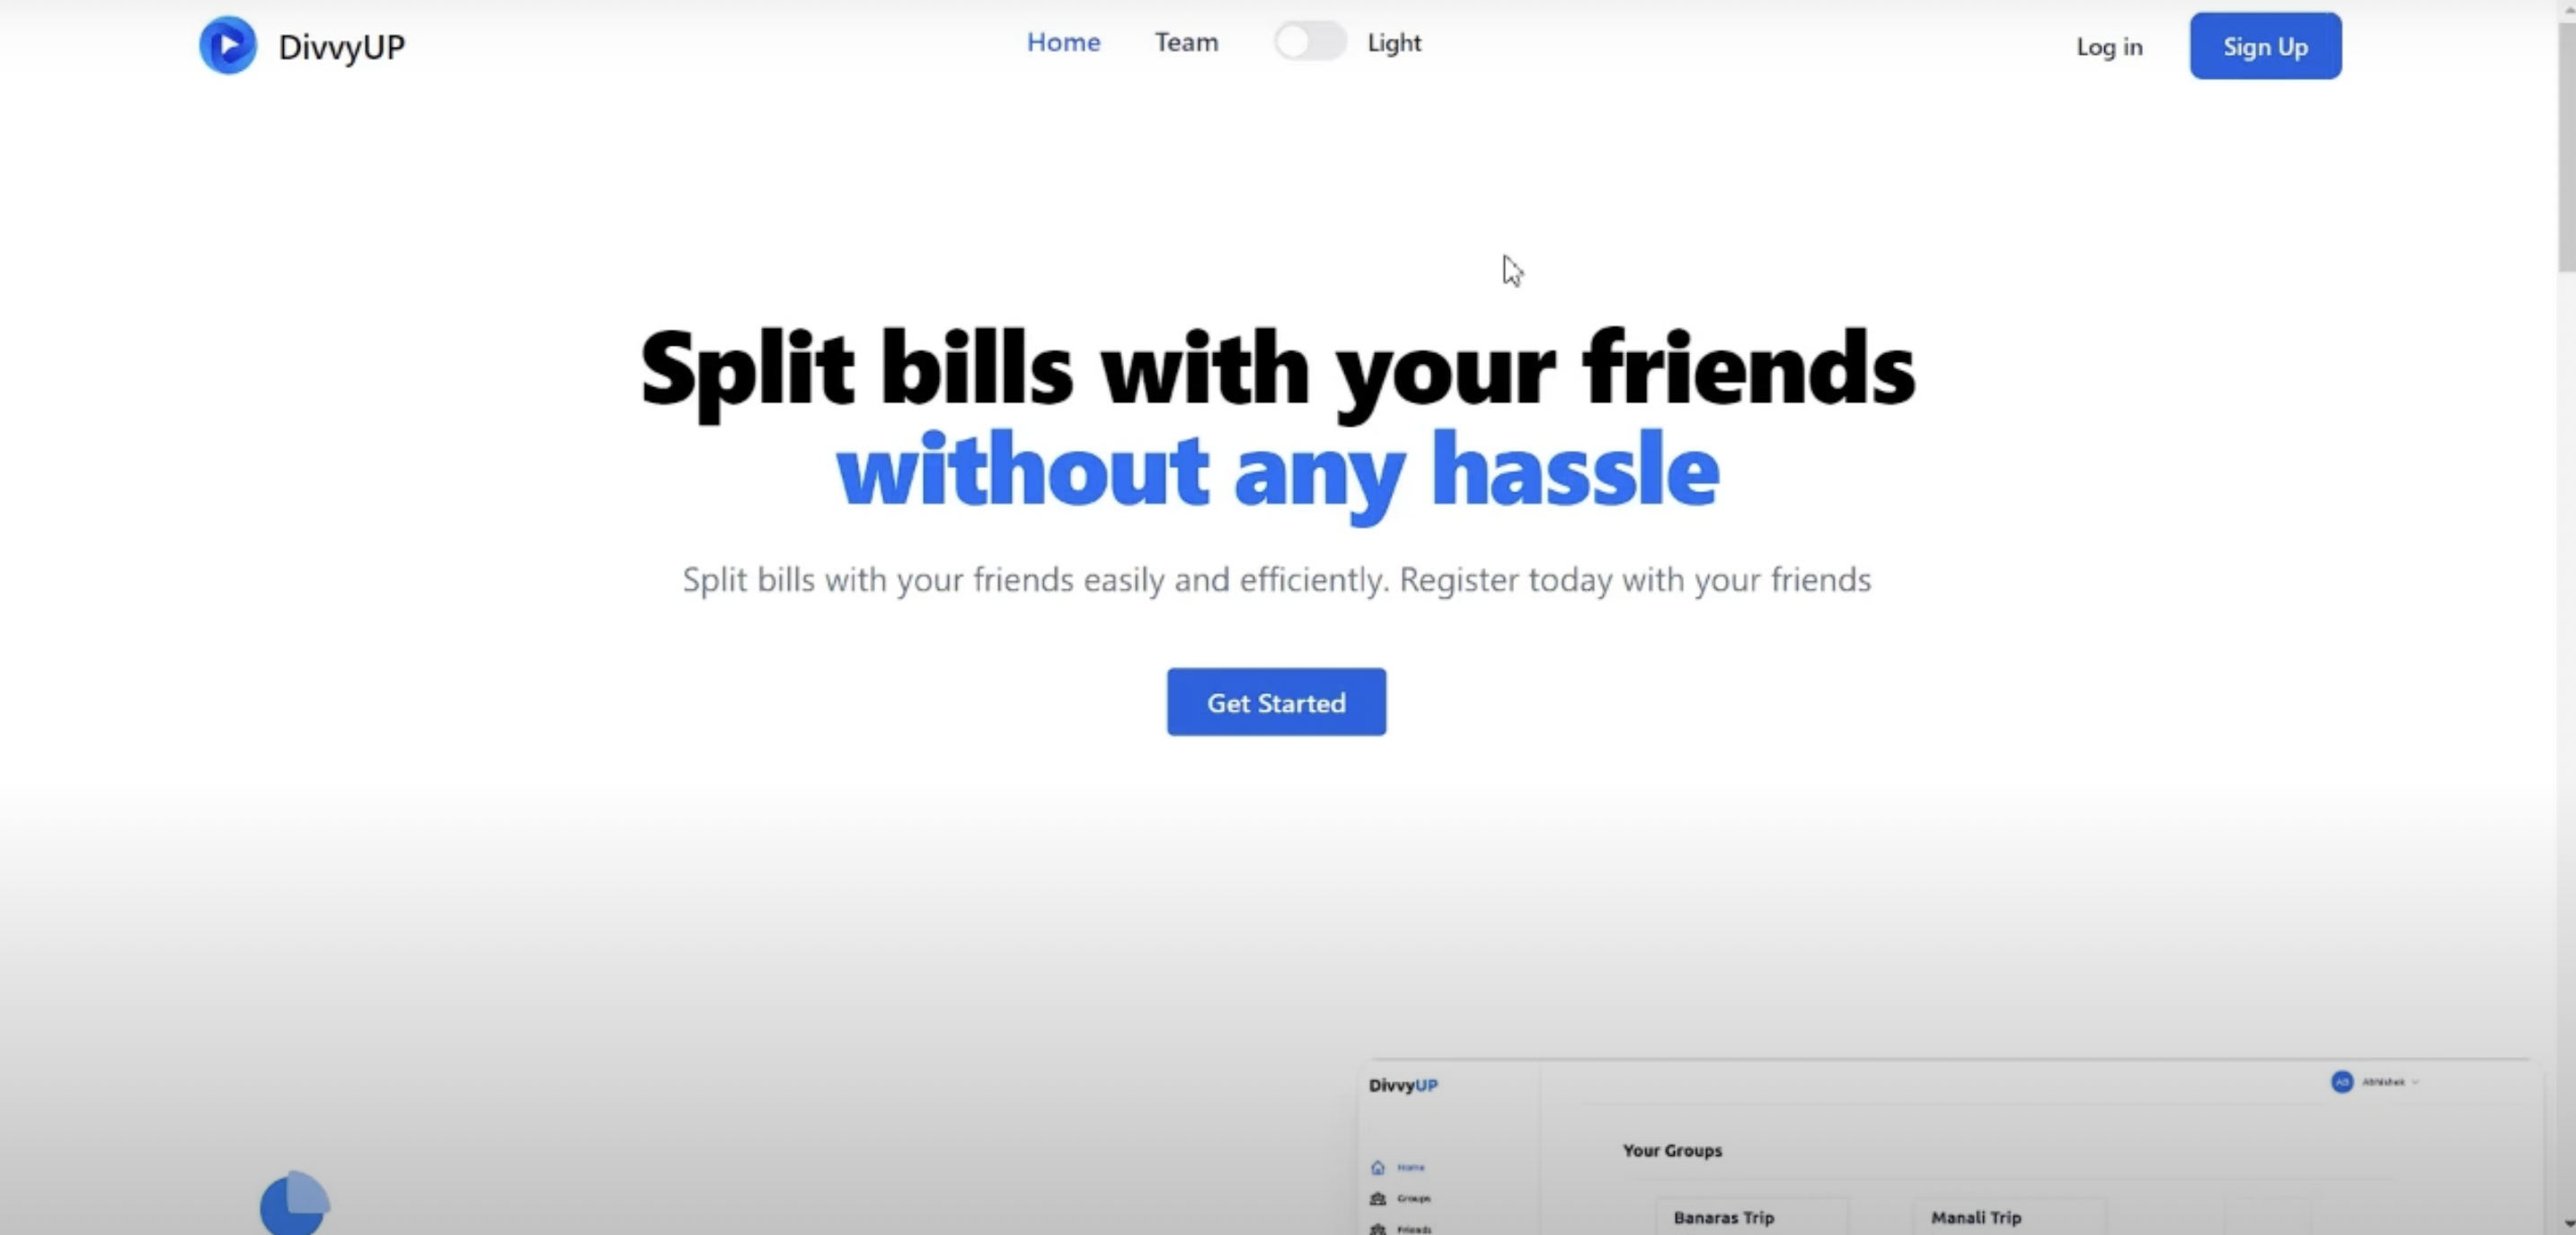 DivvyUP
Home
Team
Light
Log in
Sign Up
Split bills with your friends
without any hassle
Split bills with your friends easily and efficiently. Register today with your friends
Get Started
DivvyUP
AB
Abhishek
Your Groups
Home
Groups
Friends
Banaras Trip
Manali Trip